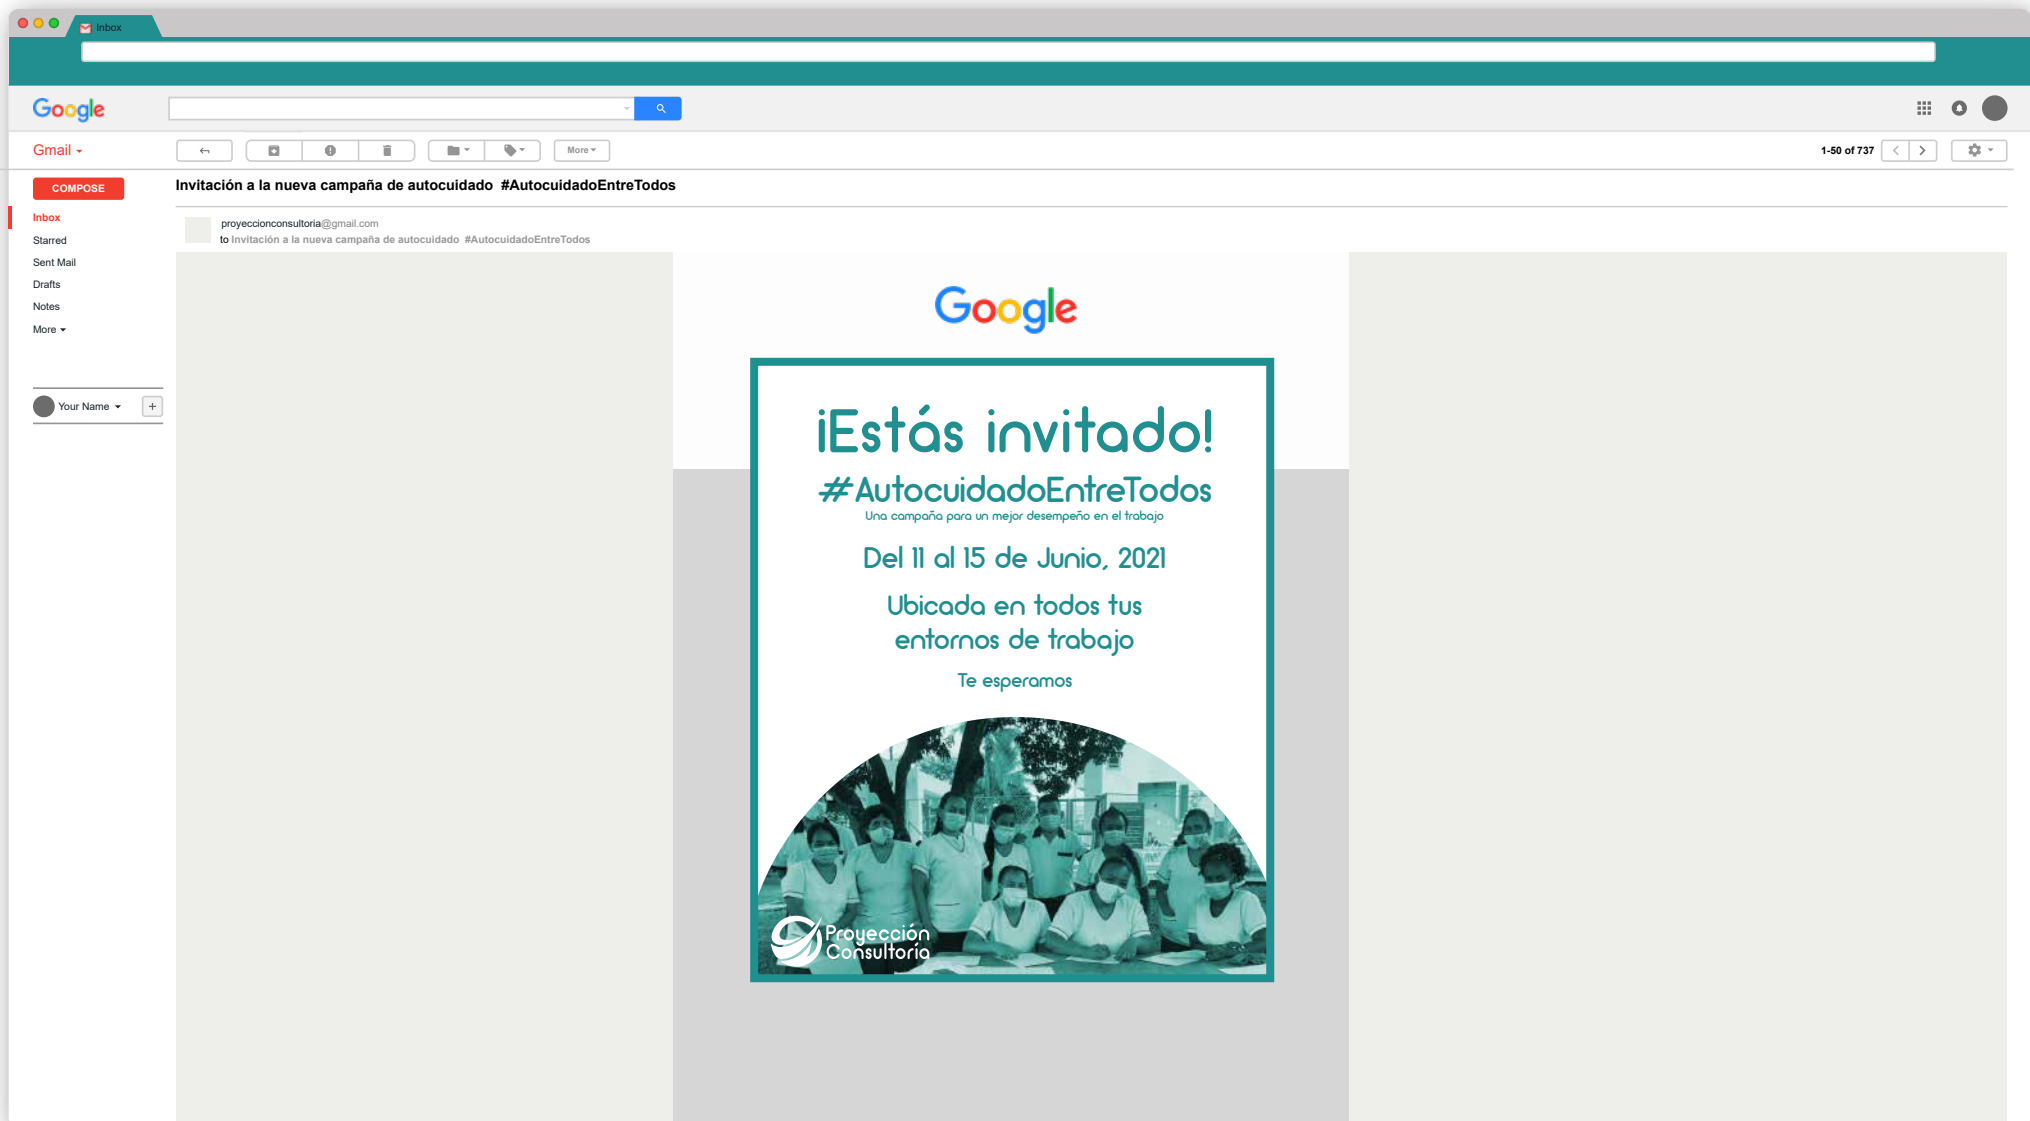 Inbox
Google
Gmail
More
1-50 of 737
COMPOSE
Inbox
Starred
Sent Mail
Drafts
Notes
More
Your Name
Invitación a la nueva campaña de autocuidado #AutocuidadoEntreTodos
proyeccionconsultoria@gmail.com
to Invitación a la nueva campaña de autocuidado #AutocuidadoEntreTodos
Google
¡Estás invitado!
#AutocuidadoEntreTodos
Una campaña para un mejor desempeño en el trabajo
Del 11 al 15 de Junio, 2021
Ubicada en todos tus
entornos de trabajo
Te esperamos
Proyección
Consultoría